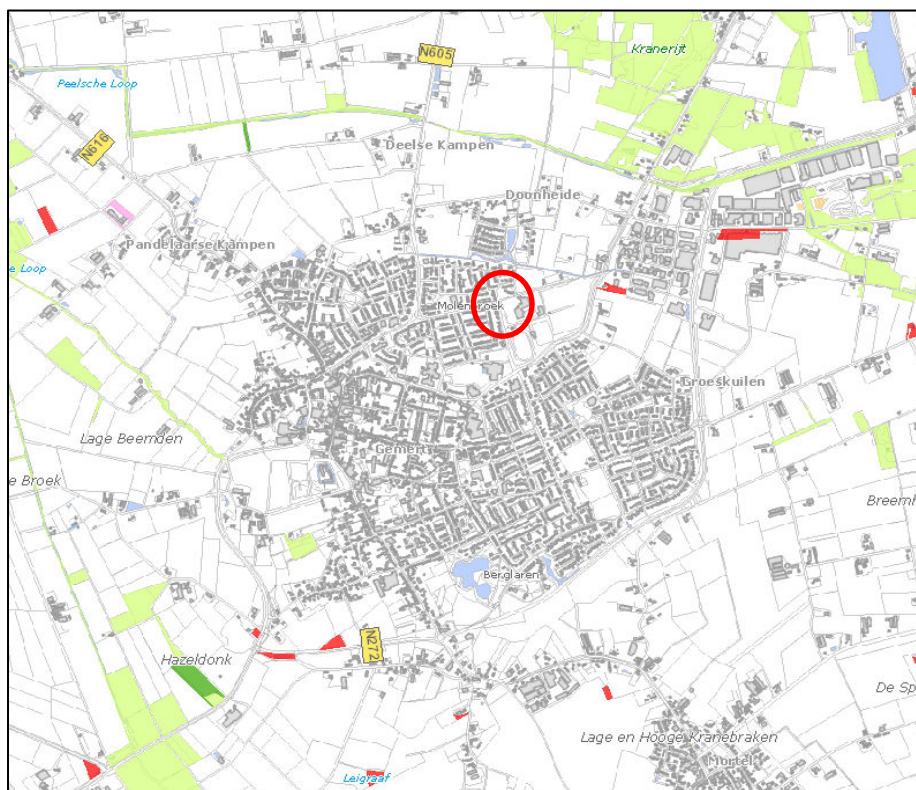 Kranerijt
N605
Peelsche Loop
N616
Deelse Kampen
Doonheide
Pandelaarse Kampen
e Loop
Molenbroek
Groeskuilen
Lage Beemden
Gemert
e Broek
Breemh
Berglaren
N272
Hazeldonk
De Sp
Lage en Hooge Kranebraken
Mortel
Leigraaf